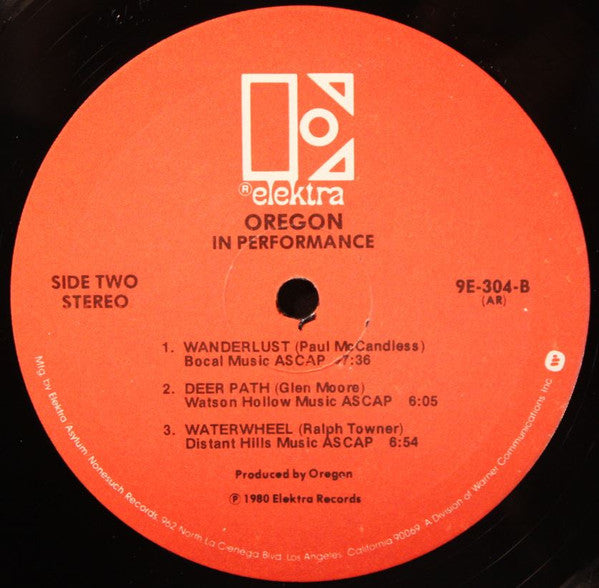 ® elektra
OREGON
IN PERFORMANCE
SIDE TWO
STEREO
9E-304-B
(AR)
1. WANDERLUST (Paul McCandless)
Bocal Music ASCAP 7:36
2. DEER PATH (Glen Moore)
Watson Hollow Music ASCAP 6:05
3. WATERWHEEL (Ralph Towner)
Distant Hills Music ASCAP 6:54
Produced by Oregon
℗ 1980 Elektra Records
Mfg. by Elektra Asylum Nonesuch Records, 962 North La Cienega Blvd. Los Angeles, California 90069. A Division of Warner Communications Inc.